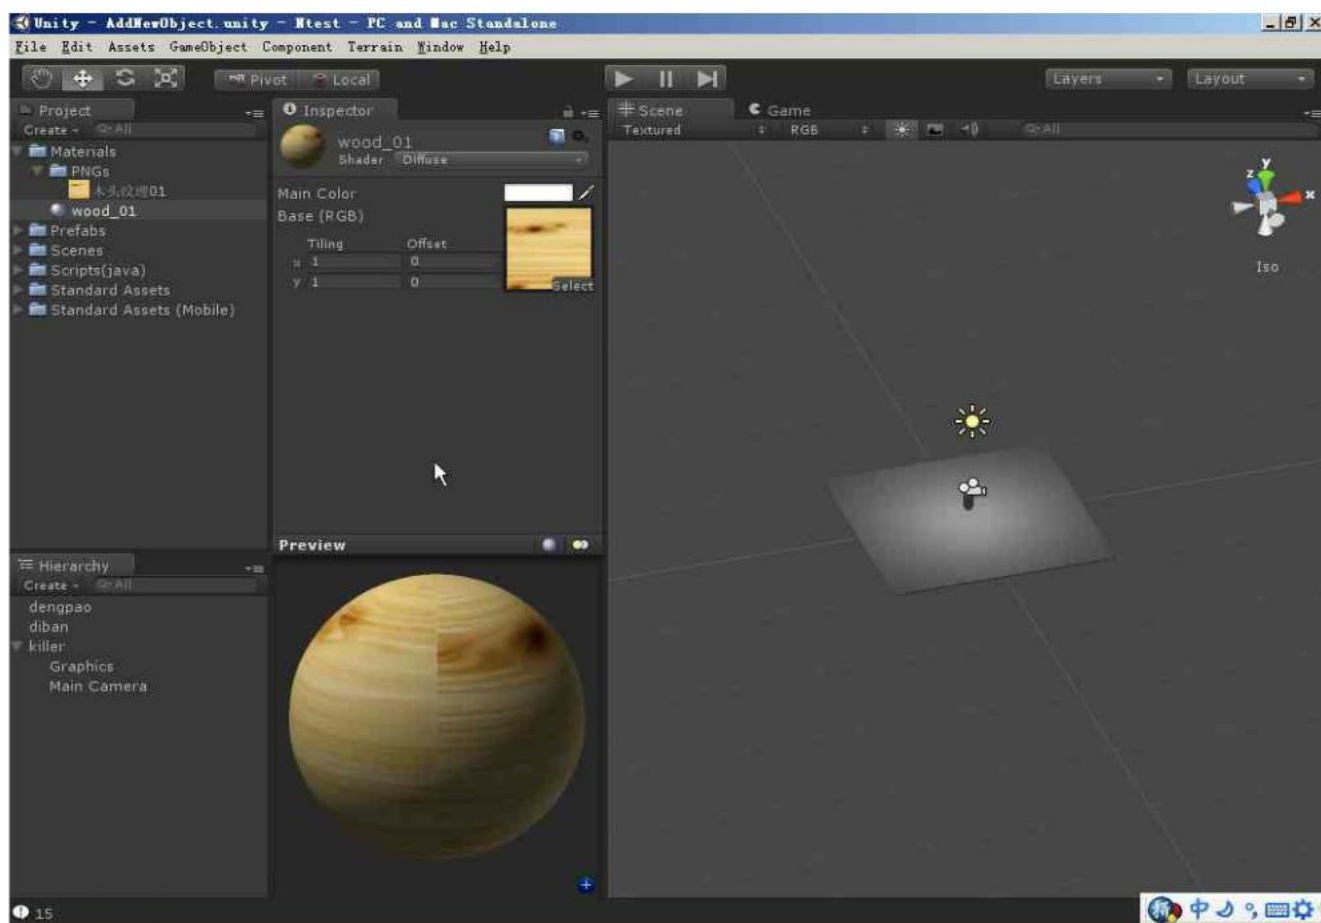 Unity - AddNewObject.unity - Ntest - PC and Mac Standalone
File Edit Assets GameObject Component Terrain Window Help
Pivot Local Layers Layout
Project
Create All
Materials
PNGs
木头纹理01
wood_01
Prefabs
Scenes
Scripts(java)
Standard Assets
Standard Assets (Mobile)
Inspector
wood_01
Shader Diffuse
Main Color
Base (RGB)
Tiling Offset
x 1 0
y 1 0
Select
Preview
Scene Game
Textured RGB All
y
z
x
Iso
Hierarchy
Create All
dengpao
diban
killer
Graphics
Main Camera
15
中